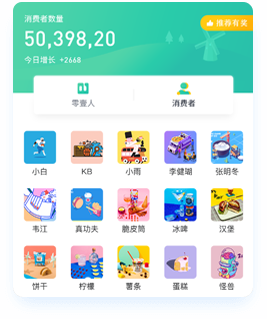 消费者数量
推荐有奖
50,398,20
今日增长 +2668
零壹人 消费者
小白 KB 小雨 李健瑚 张明冬
韦江 真功夫 脆皮筒 冰啤 汉堡
饼干 柠檬 薯条 蛋糕 怪兽